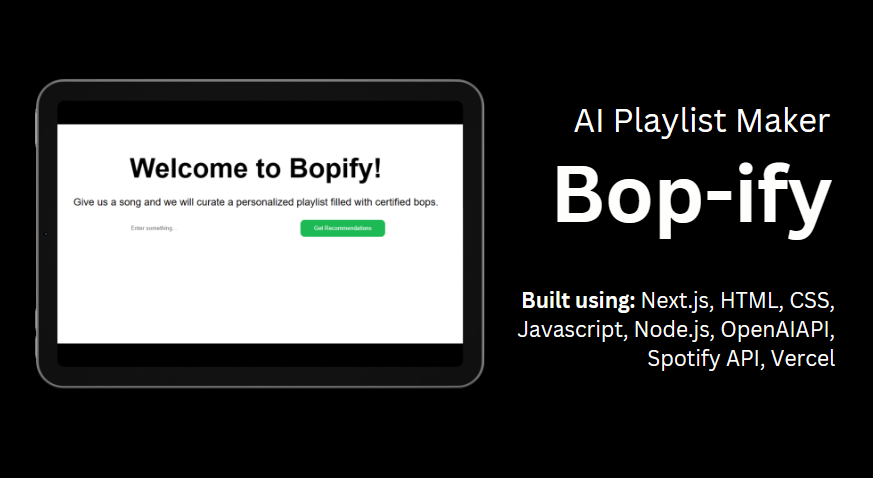 Welcome to Bopify!
Give us a song and we will curate a personalized playlist filled with certified bops.
Enter something...
Get Recommendations
AI Playlist Maker
Bop-ify
Built using: Next.js, HTML, CSS,
Javascript, Node.js, OpenAIAPI,
Spotify API, Vercel